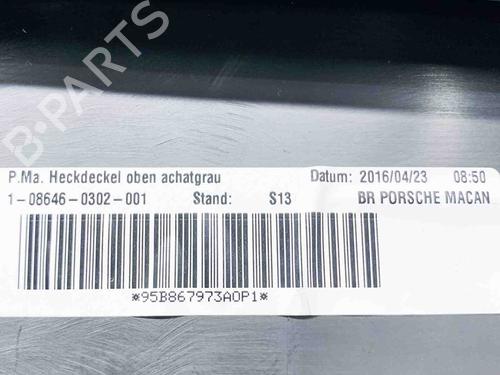 B-PARTS
P.Ma. Heckdeckel oben achatgrau Datum: 2016/04/23 08:50
1-08646-0302-001 Stand: S13 BR PORSCHE MACAN
*95B867973AOP1*